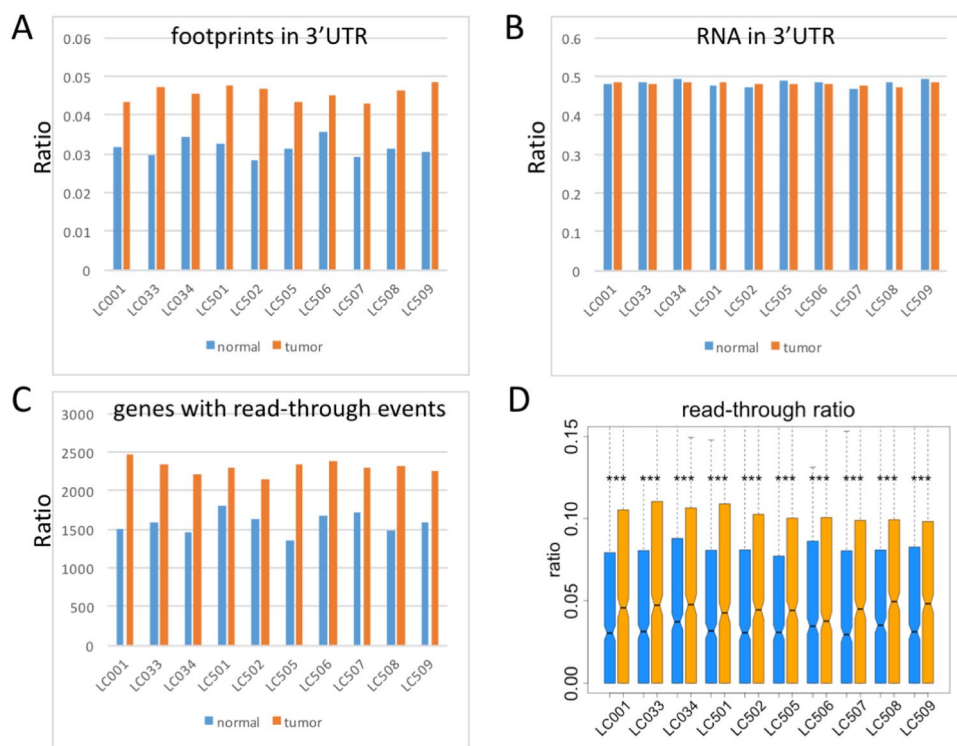 A
footprints in 3’UTR
0.06
0.05
0.04
0.03
0.02
0.01
0
Ratio
LC001 LC033 LC034 LC501 LC502 LC505 LC506 LC507 LC508 LC509
normal tumor
B
RNA in 3’UTR
0.6
0.5
0.4
0.3
0.2
0.1
0
Ratio
LC001 LC033 LC034 LC501 LC502 LC505 LC506 LC507 LC508 LC509
normal tumor
C
genes with read-through events
3000
2500
2000
1500
1000
500
0
Ratio
LC001 LC033 LC034 LC501 LC502 LC505 LC506 LC507 LC508 LC509
normal tumor
D
read-through ratio
0.15
0.10
0.05
0.00
ratio
*** *** *** *** *** *** *** *** *** ***
LC001 LC033 LC034 LC501 LC502 LC505 LC506 LC507 LC508 LC509